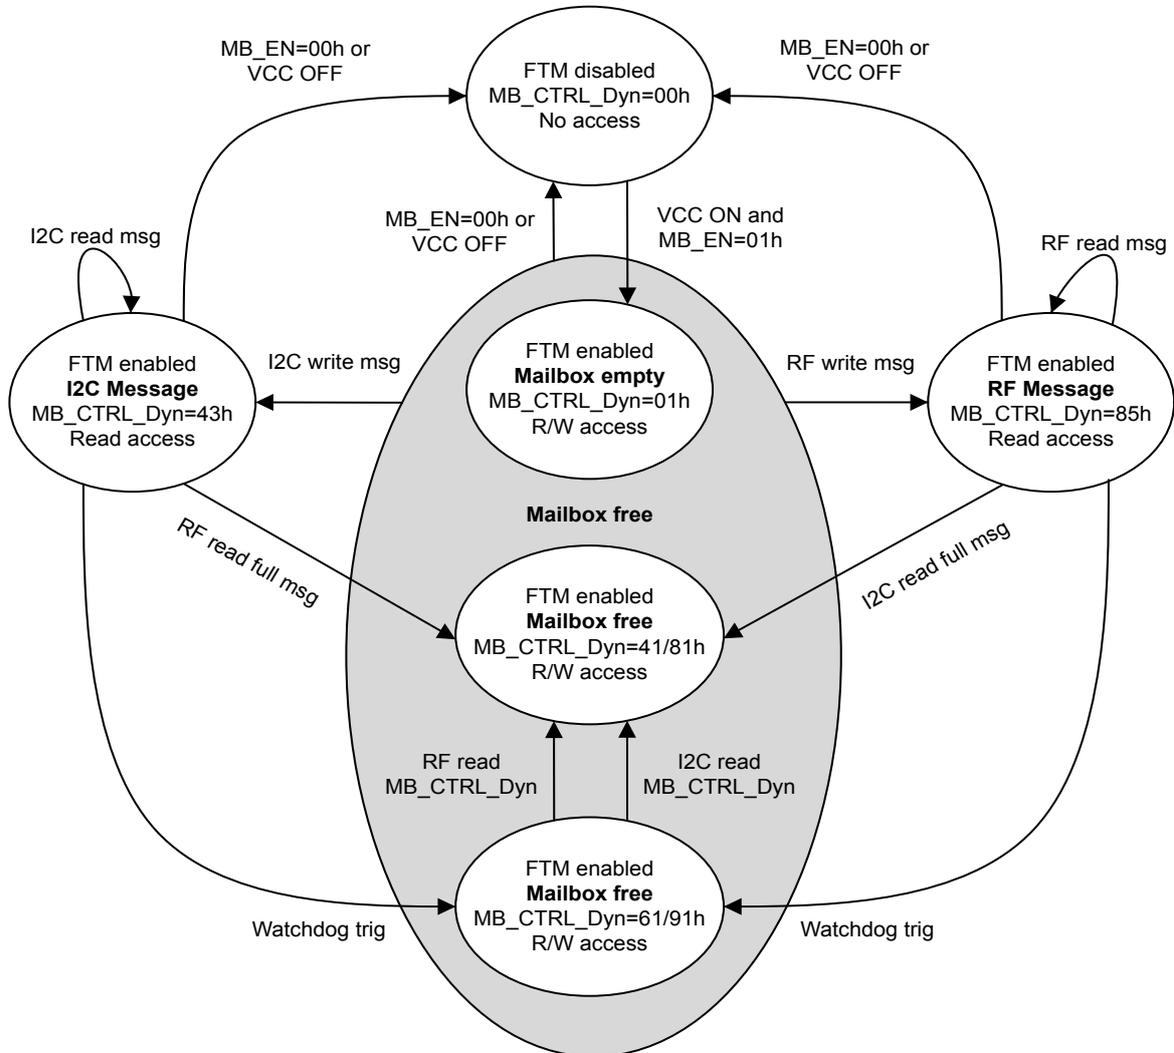 MB_EN=00h or
VCC OFF
FTM disabled
MB_CTRL_Dyn=00h
No access
MB_EN=00h or
VCC OFF
MB_EN=00h or
VCC OFF
VCC ON and
MB_EN=01h
I2C read msg
RF read msg
FTM enabled
I2C Message
MB_CTRL_Dyn=43h
Read access
I2C write msg
FTM enabled
Mailbox empty
MB_CTRL_Dyn=01h
R/W access
RF write msg
FTM enabled
RF Message
MB_CTRL_Dyn=85h
Read access
Mailbox free
RF read full msg
I2C read full msg
FTM enabled
Mailbox free
MB_CTRL_Dyn=41/81h
R/W access
RF read
MB_CTRL_Dyn
I2C read
MB_CTRL_Dyn
FTM enabled
Mailbox free
MB_CTRL_Dyn=61/91h
R/W access
Watchdog trig
Watchdog trig